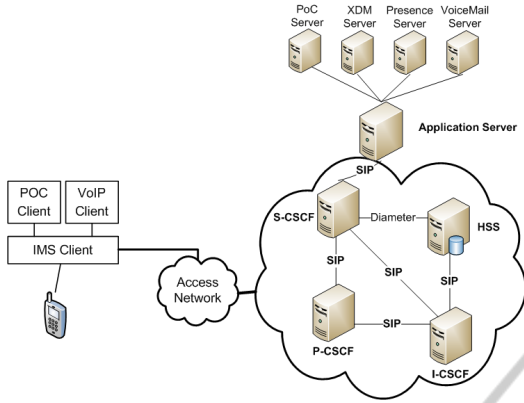 PoC
Server
XDM
Server
Presence
Server
VoiceMail
Server
Application Server
SIP
POC
Client
VoIP
Client
IMS Client
Access
Network
S-CSCF
Diameter
HSS
SIP
SIP
SIP
P-CSCF
SIP
I-CSCF